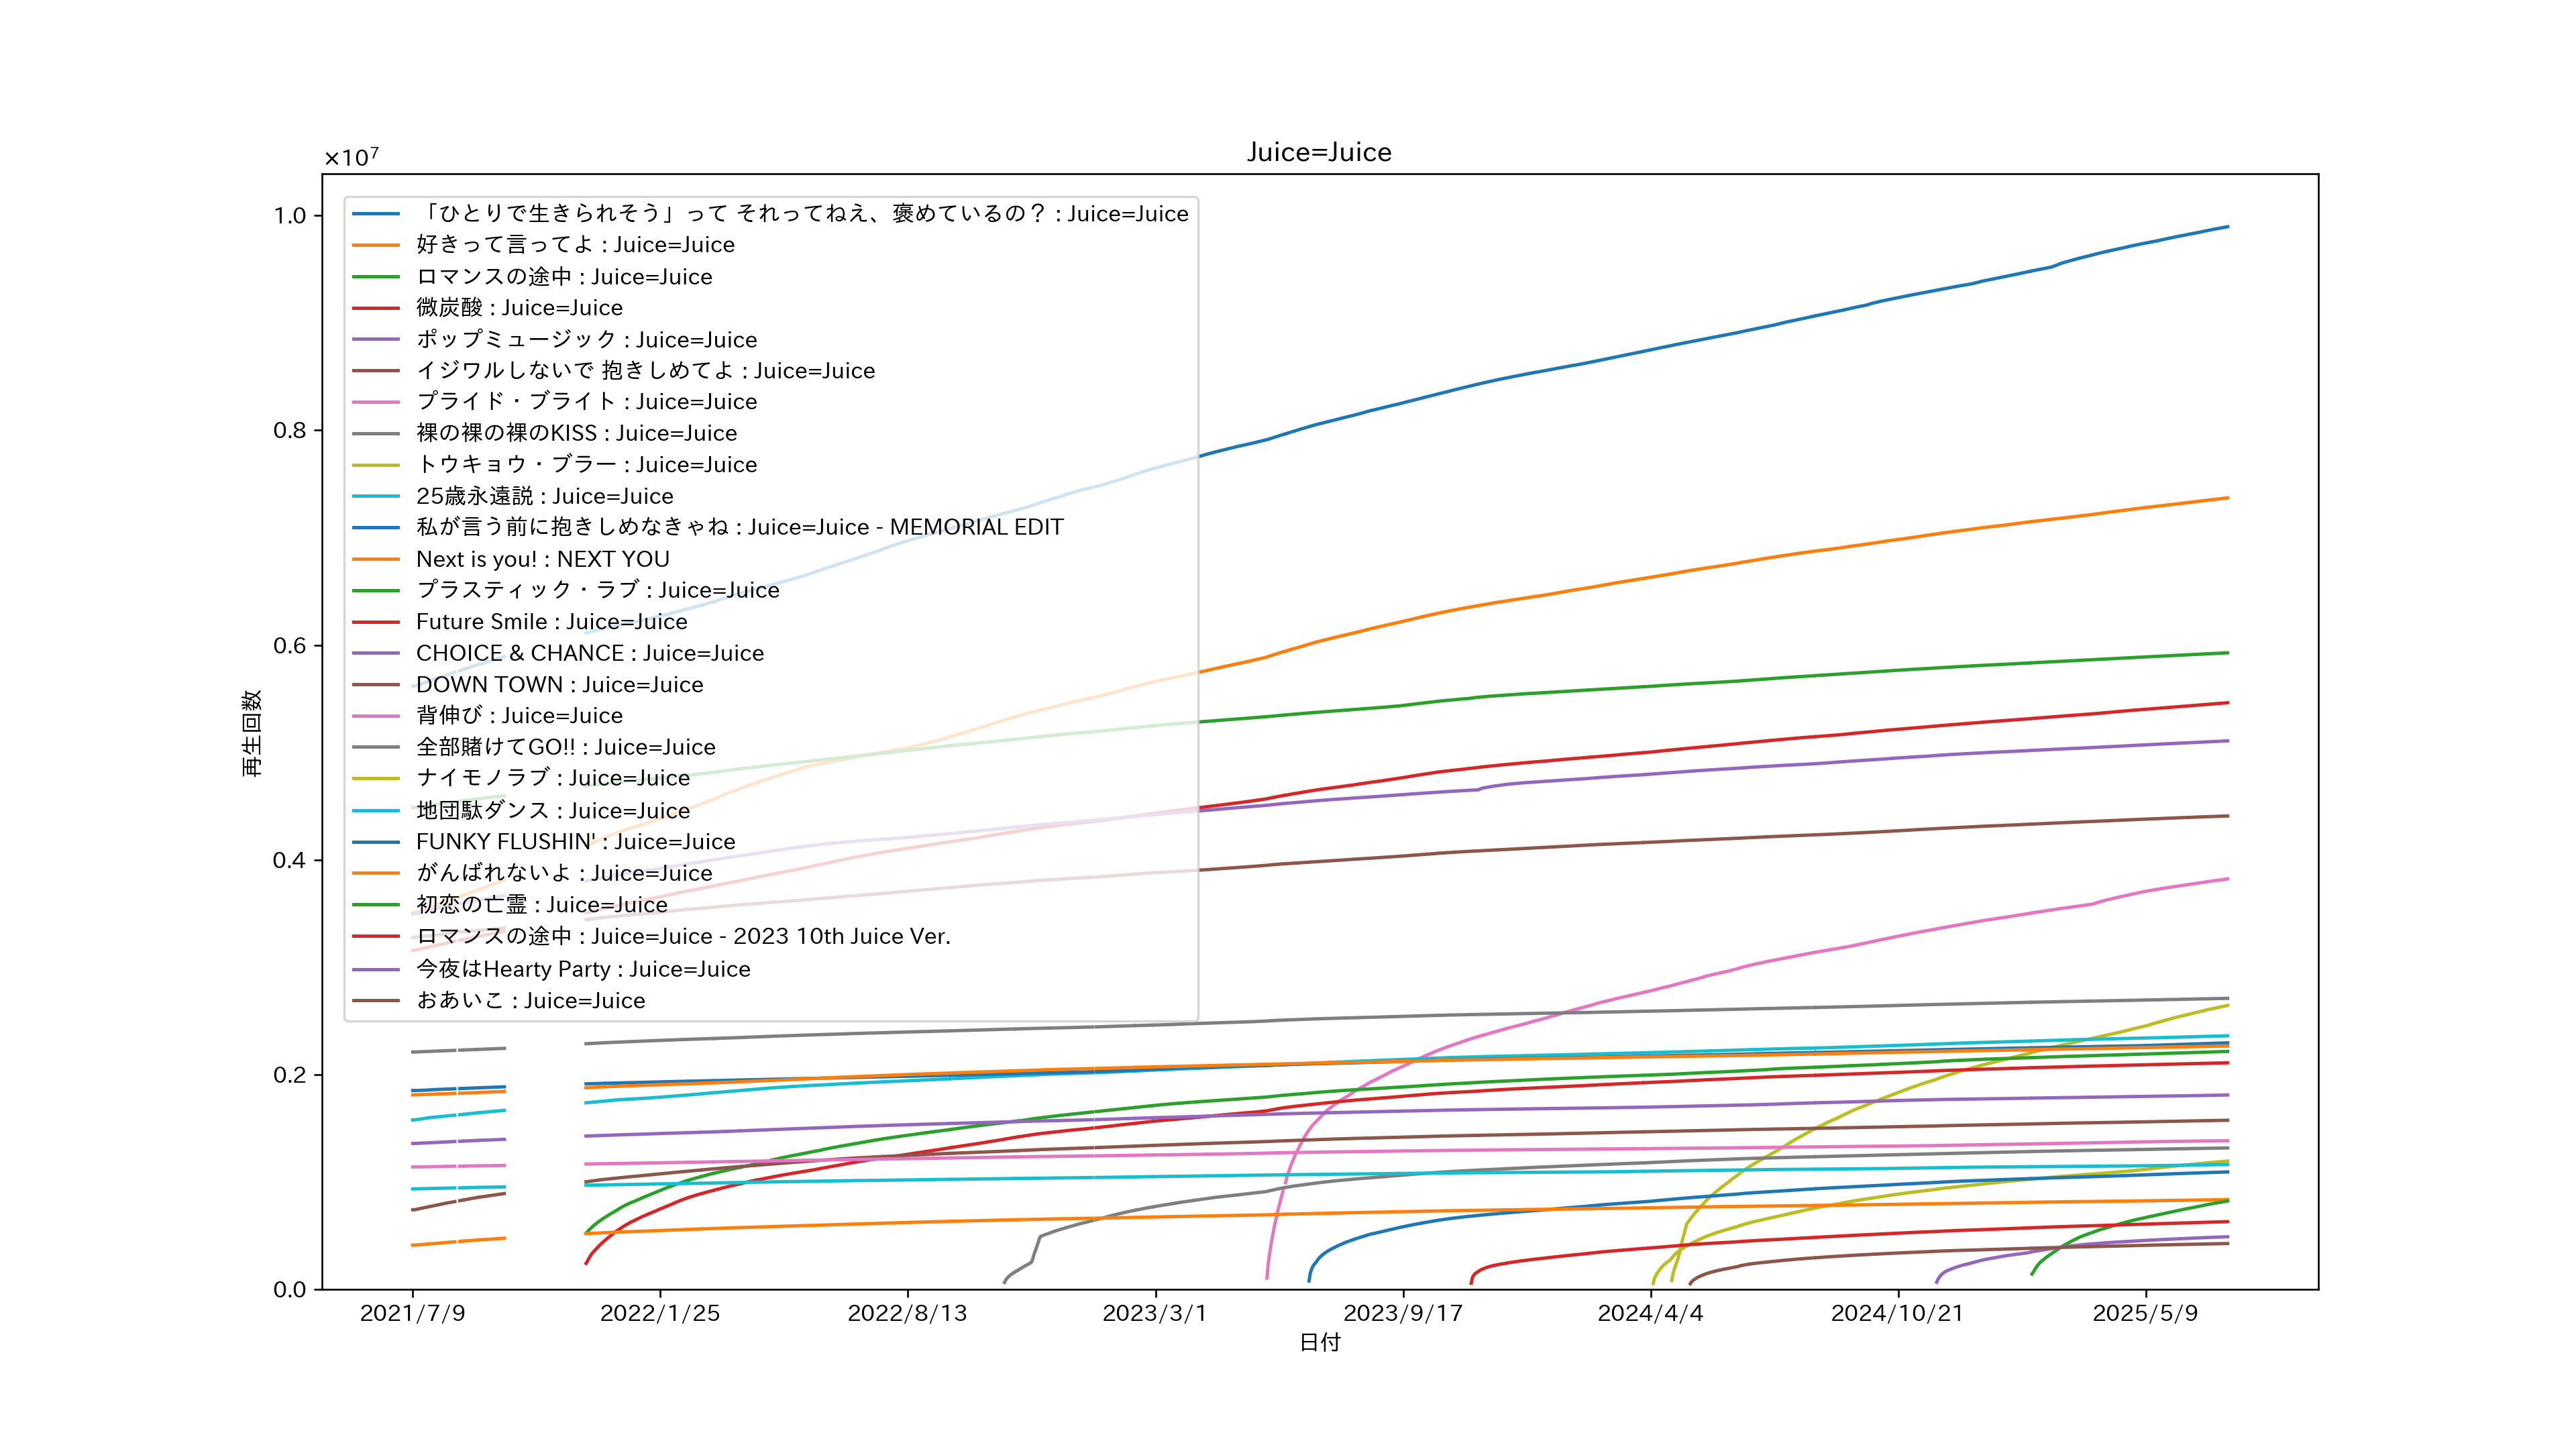 Juice=Juice
×10⁷
1.0
0.8
0.6
0.4
0.2
0.0
再生回数
「ひとりで生きられそう」って それってねえ、褒めているの？ : Juice=Juice
好きって言ってよ : Juice=Juice
ロマンスの途中 : Juice=Juice
微炭酸 : Juice=Juice
ポップミュージック : Juice=Juice
イジワルしないで 抱きしめてよ : Juice=Juice
プライド・ブライト : Juice=Juice
裸の裸の裸のKISS : Juice=Juice
トウキョウ・ブラー : Juice=Juice
25歳永遠説 : Juice=Juice
私が言う前に抱きしめなきゃね : Juice=Juice - MEMORIAL EDIT
Next is you! : NEXT YOU
プラスティック・ラブ : Juice=Juice
Future Smile : Juice=Juice
CHOICE & CHANCE : Juice=Juice
DOWN TOWN : Juice=Juice
背伸び : Juice=Juice
全部賭けてGO!! : Juice=Juice
ナイモノラブ : Juice=Juice
地団駄ダンス : Juice=Juice
FUNKY FLUSHIN' : Juice=Juice
がんばれないよ : Juice=Juice
初恋の亡霊 : Juice=Juice
ロマンスの途中 : Juice=Juice - 2023 10th Juice Ver.
今夜はHearty Party : Juice=Juice
おあいこ : Juice=Juice
2021/7/9
2022/1/25
2022/8/13
2023/3/1
2023/9/17
2024/4/4
2024/10/21
2025/5/9
日付